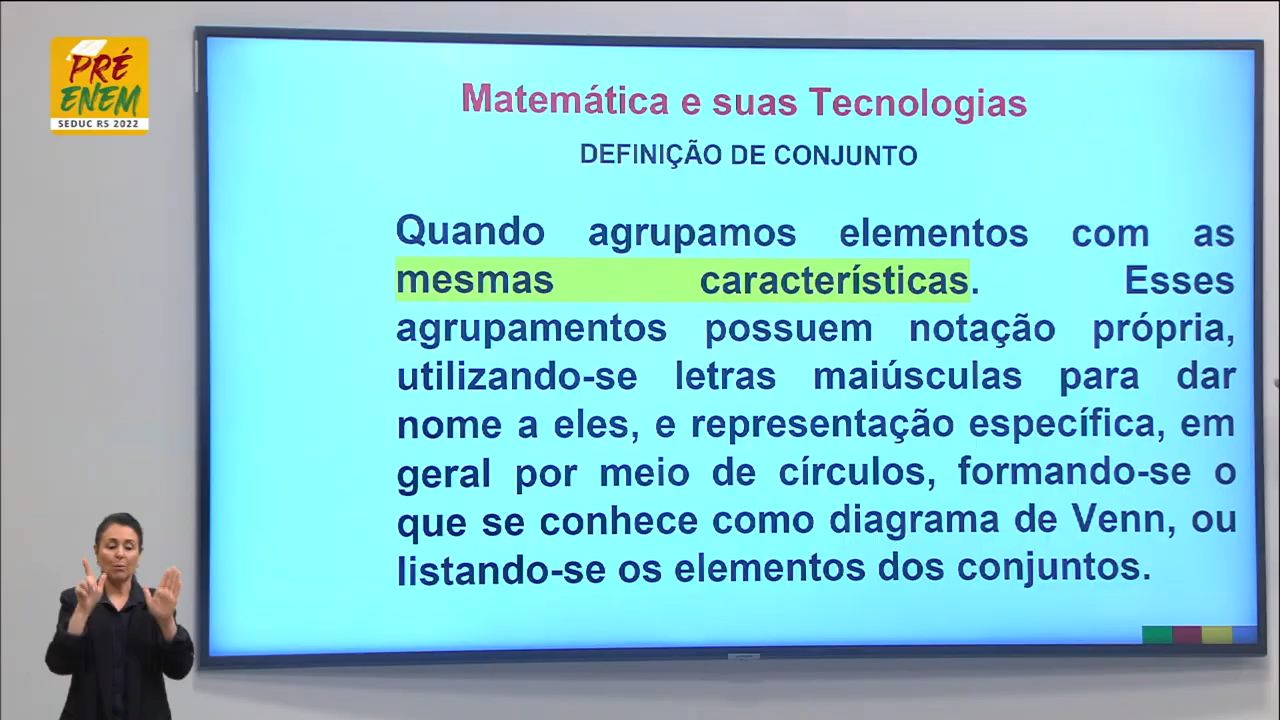 PRÉ
ENEM
SEDUC RS 2022
Matemática e suas Tecnologias
DEFINIÇÃO DE CONJUNTO
Quando agrupamos elementos com as
mesmas características. Esses
agrupamentos possuem notação própria,
utilizando-se letras maiúsculas para dar
nome a eles, e representação específica, em
geral por meio de círculos, formando-se o
que se conhece como diagrama de Venn, ou
listando-se os elementos dos conjuntos.